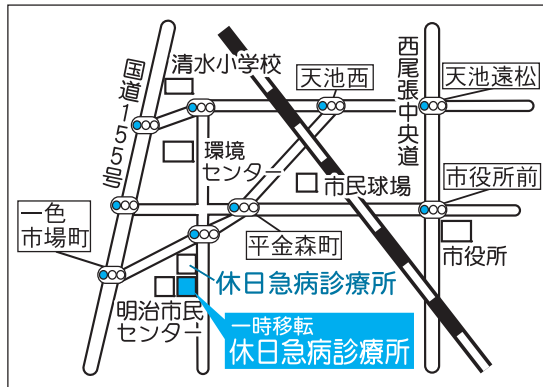 清水小学校
天池西
西尾張中央道
天池遠松
国道155号
環境
センター
市民球場
市役所前
一色
市場町
平金森町
市役所
休日急病診療所
明治市民
センター
一時移転
休日急病診療所